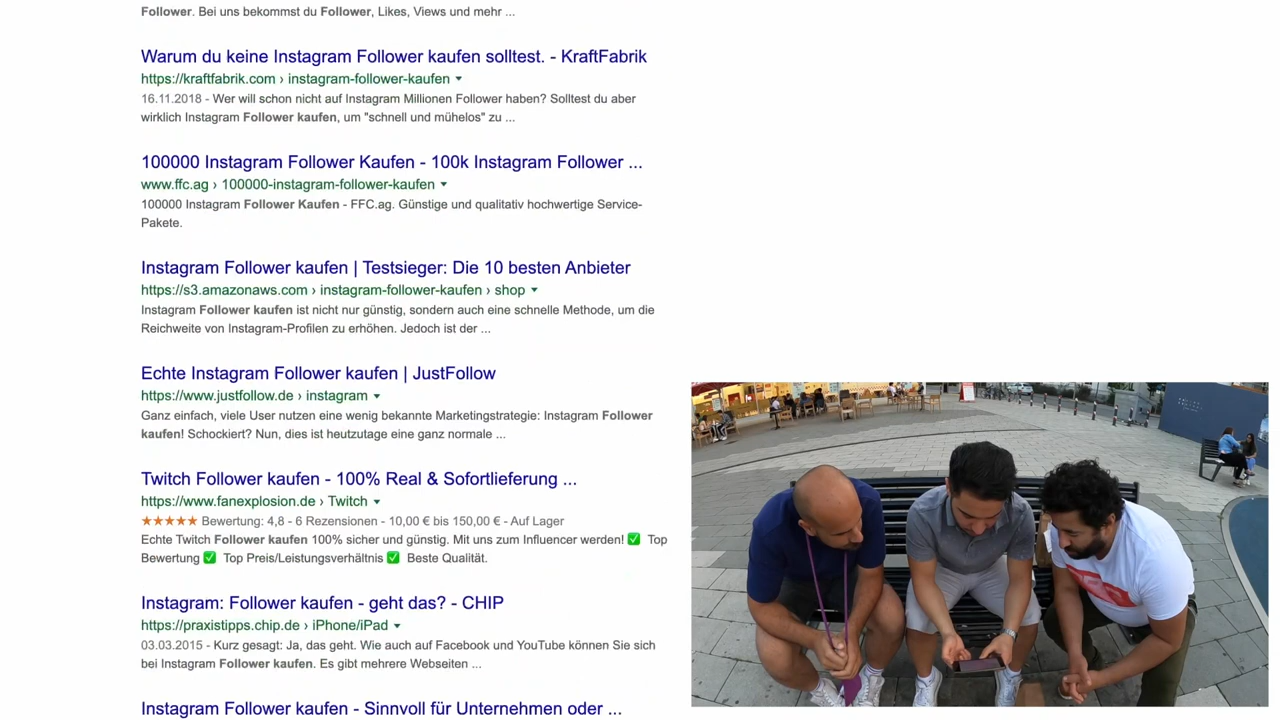 Follower. Bei uns bekommst du Follower, Likes, Views und mehr ...
Warum du keine Instagram Follower kaufen solltest. - KraftFabrik
https://kraftfabrik.com › instagram-follower-kaufen
16.11.2018 - Wer will schon nicht auf Instagram Millionen Follower haben? Solltest du aber
wirklich Instagram Follower kaufen, um "schnell und mühelos" zu ...
100000 Instagram Follower Kaufen - 100k Instagram Follower ...
www.ffc.ag › 100000-instagram-follower-kaufen
100000 Instagram Follower Kaufen - FFC.ag. Günstige und qualitativ hochwertige Service-
Pakete.
Instagram Follower kaufen | Testsieger: Die 10 besten Anbieter
https://s3.amazonaws.com › instagram-follower-kaufen › shop
Instagram Follower kaufen ist nicht nur günstig, sondern auch eine schnelle Methode, um die
Reichweite von Instagram-Profilen zu erhöhen. Jedoch ist der ...
Echte Instagram Follower kaufen | JustFollow
https://www.justfollow.de › instagram
Ganz einfach, viele User nutzen eine wenig bekannte Marketingstrategie: Instagram Follower
kaufen! Schockiert? Nun, dies ist heutzutage eine ganz normale ...
Twitch Follower kaufen - 100% Real & Sofortlieferung ...
https://www.fanexplosion.de › Twitch
Bewertung: 4,8 - 6 Rezensionen - 10,00 € bis 150,00 € - Auf Lager
Echte Twitch Follower kaufen 100% sicher und günstig. Mit uns zum Influencer werden! ✅ Top
Bewertung ✅ Top Preis/Leistungsverhältnis ✅ Beste Qualität.
Instagram: Follower kaufen - geht das? - CHIP
https://praxistipps.chip.de › iPhone/iPad
03.03.2015 - Kurz gesagt: Ja, das geht. Wie auch auf Facebook und YouTube können Sie sich
bei Instagram Follower kaufen. Es gibt mehrere Webseiten ...
Instagram Follower kaufen - Sinnvoll für Unternehmen oder ...